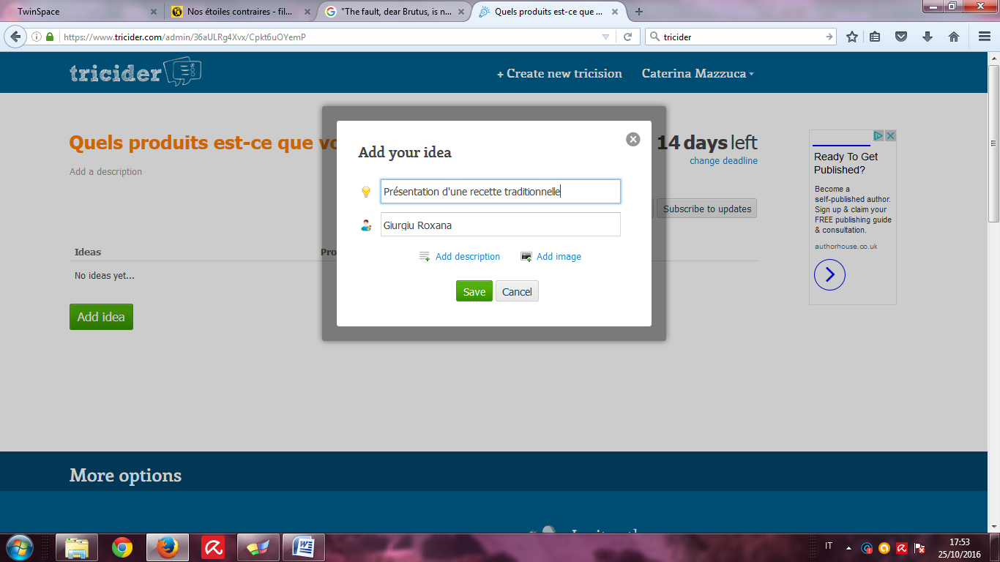 TwinSpace
Nos étoiles contraires - fil...
"The fault, dear Brutus, is n...
Quels produits est-ce que ...
https://www.tricider.com/admin/36aULRg4Xvx/Cpkt6uOYemP
tricider
tricider
+ Create new tricision
Caterina Mazzuca
Quels produits est-ce que vo
14 days left
change deadline
Add a description
Subscribe to updates
Ideas
Pro
No ideas yet...
Add idea
Add your idea
Présentation d'une recette traditionnelle
Giurgiu Roxana
Add description
Add image
Save
Cancel
Ready To Get
Published?
Become a
self-published author.
Sign up & claim your
FREE publishing guide
& consultation.
authorhouse.co.uk
More options
IT
17:53
25/10/2016